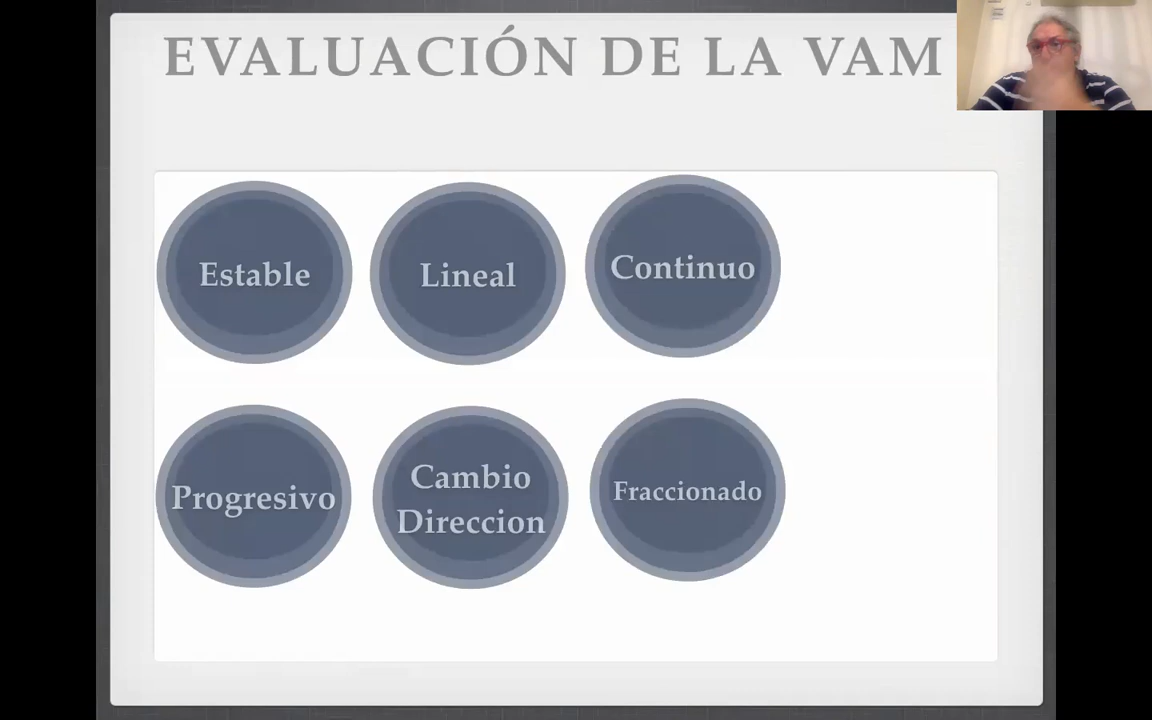 EVALUACIÓN DE LA VAM
Estable
Lineal
Continuo
Progresivo
Cambio
Direccion
Fraccionado